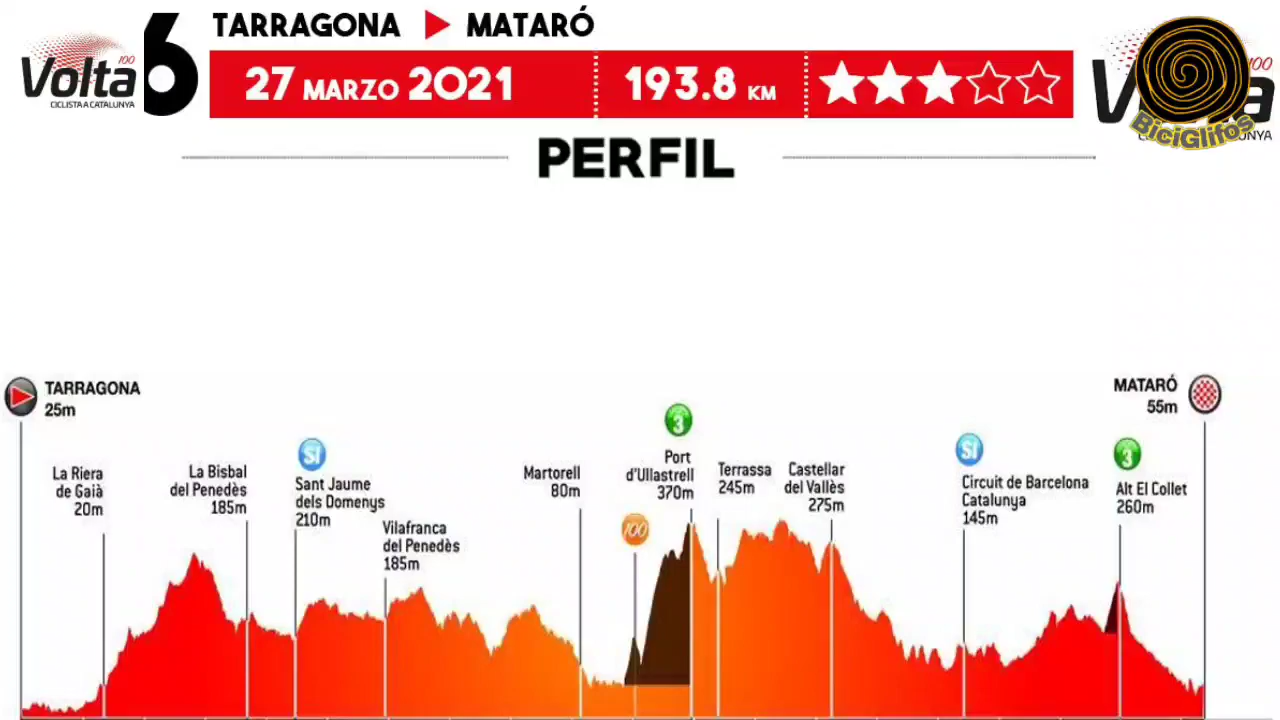 Volta 100
CICLISTA A CATALUNYA
6
TARRAGONA MATARÓ
27 MARZO 2021
193.8 KM
100
BiciGlifos
PERFIL
TARRAGONA
25m
La Riera
de Gaià
20m
La Bisbal
del Penedès
185m
SI
Sant Jaume
dels Domenys
210m
Vilafranca
del Penedès
185m
Martorell
80m
100
3
Port
d'Ullastrell
370m
Terrassa
245m
Castellar
del Vallès
275m
SI
Circuit de Barcelona
Catalunya
145m
3
Alt El Collet
260m
MATARÓ
55m